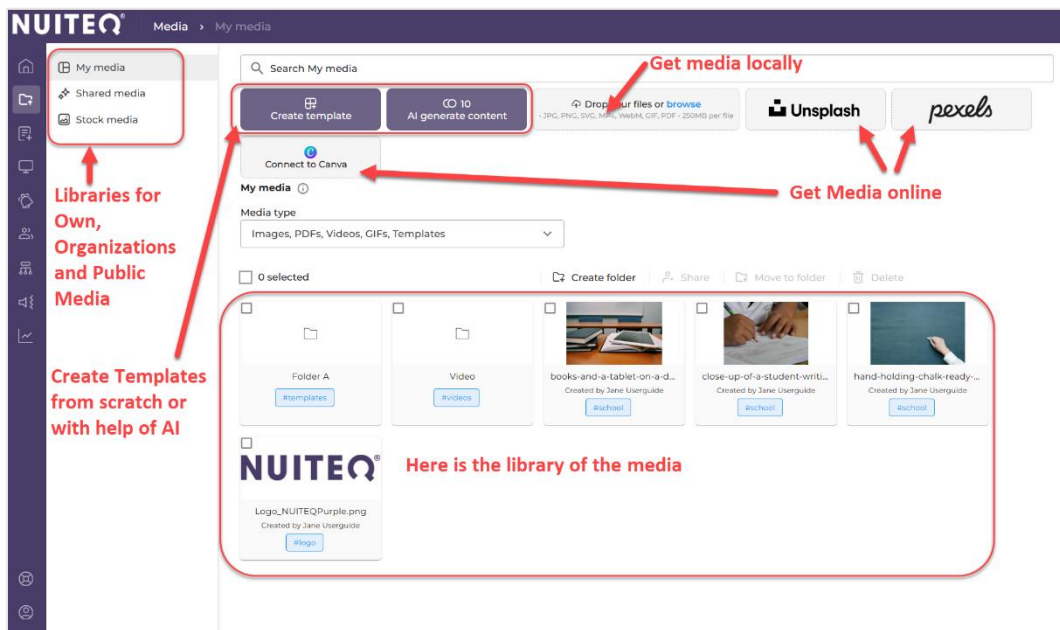 NUITEQ®
Media › My media
My media
Shared media
Stock media
Search My media
Get media locally
Create template
10
AI generate content
Drop your files or browse
- JPG, PNG, SVG, MP4, WebM, GIF, PDF - 250MB per file
Unsplash
pexels
Connect to Canva
Get Media online
My media
Media type
Images, PDFs, Videos, GIFs, Templates
Libraries for
Own,
Organizations
and Public
Media
0 selected
Create folder
Share
Move to folder
Delete
Folder A
#templates
Video
#videos
books-and-a-tablet-on-a-d...
Created by Jane Userguide
#school
close-up-of-a-student-writi...
Created by Jane Userguide
#school
hand-holding-chalk-ready-...
Created by Jane Userguide
#school
Create Templates
from scratch or
with help of AI
NUITEQ®
Here is the library of the media
Logo_NUITEQPurple.png
Created by Jane Userguide
#logo